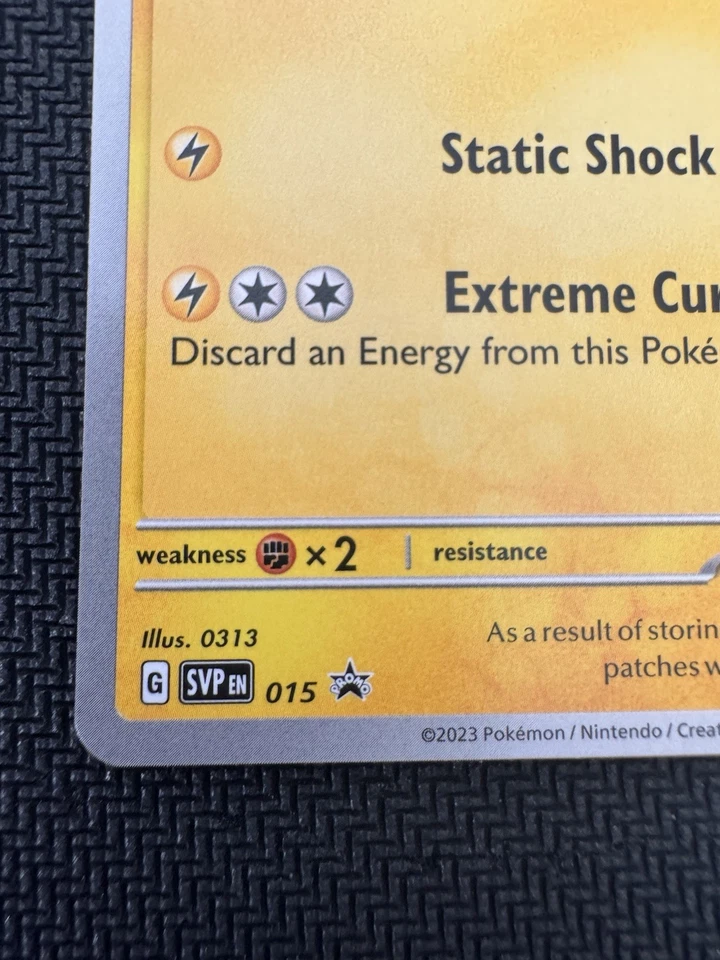 Static Shock
Extreme Cur
Discard an Energy from this Poké
weakness ×2 resistance
Illus. 0313
As a result of storin
G SVP EN 015 PROMO
patches w
©2023 Pokémon / Nintendo / Creat